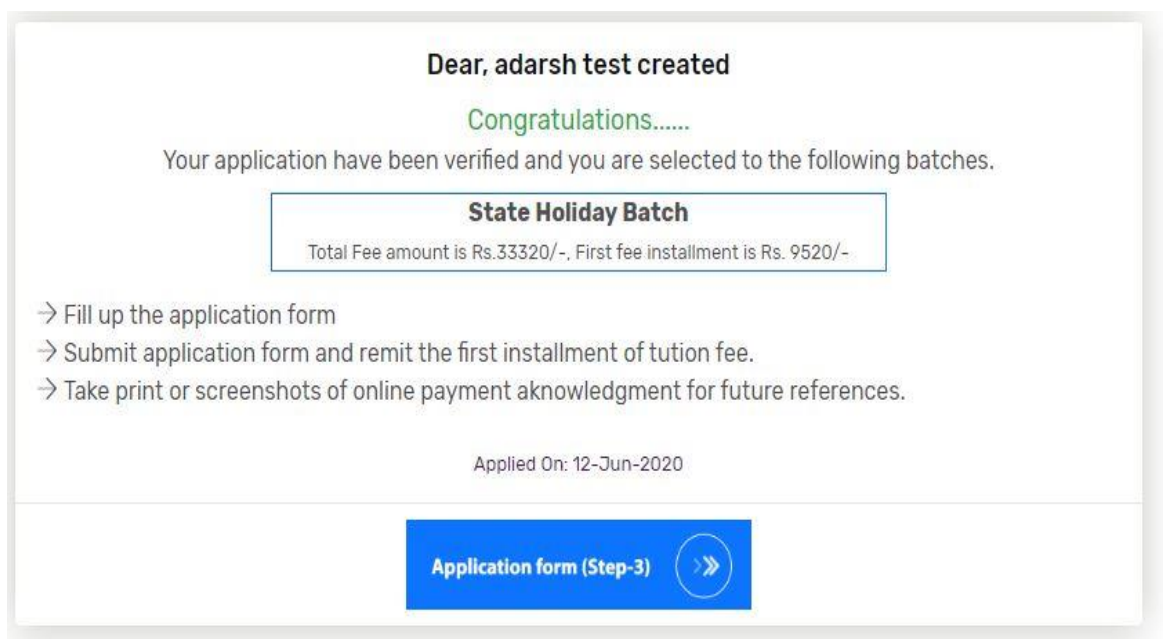 Dear, adarsh test created
Congratulations......
Your application have been verified and you are selected to the following batches.
State Holiday Batch
Total Fee amount is Rs.33320/-, First fee installment is Rs. 9520/-
→ Fill up the application form
→ Submit application form and remit the first installment of tution fee.
→ Take print or screenshots of online payment aknowledgment for future references.
Applied On: 12-Jun-2020
Application form (Step-3)